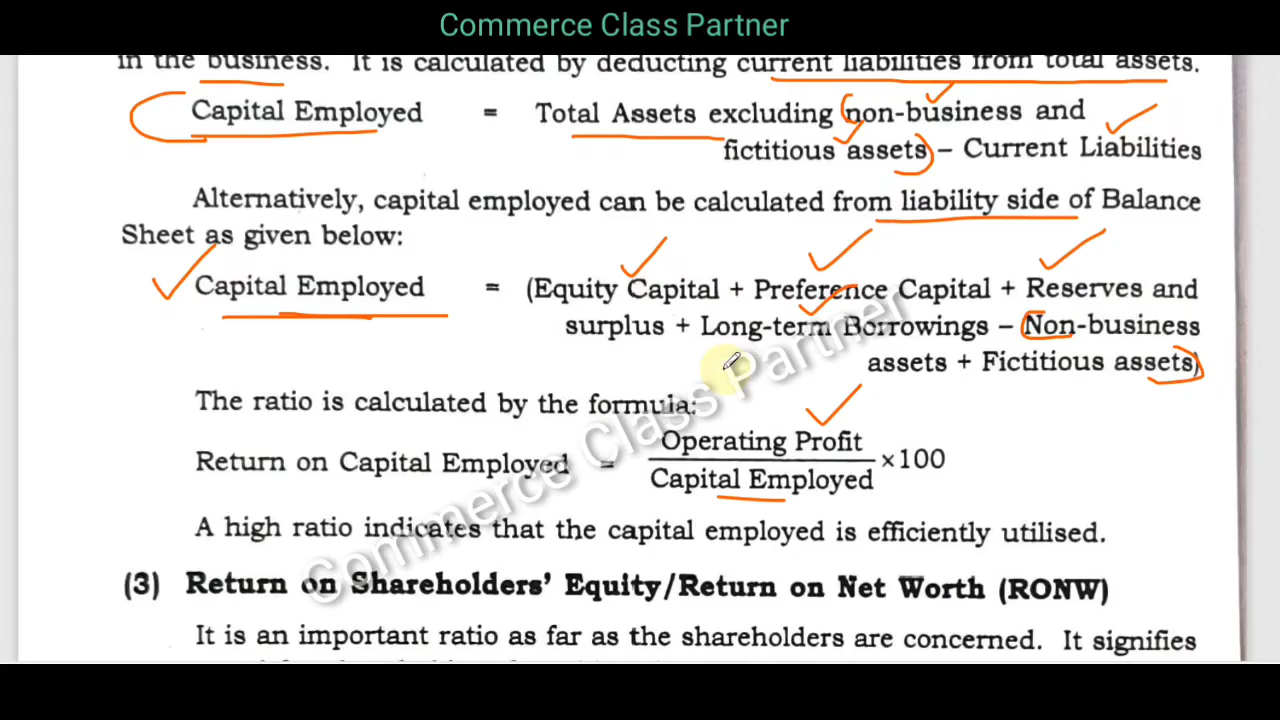 Commerce Class Partner
in the business. It is calculated by deducting current liabilities from total assets.
Capital Employed = Total Assets excluding non-business and
fictitious assets) – Current Liabilities
Alternatively, capital employed can be calculated from liability side of Balance
Sheet as given below:
Capital Employed = (Equity Capital + Preference Capital + Reserves and
surplus + Long-term Borrowings – Non-business
assets + Fictitious assets)
The ratio is calculated by the formula:
Return on Capital Employed = Operating Profit
Capital Employed ×100
A high ratio indicates that the capital employed is efficiently utilised.
(3) Return on Shareholders' Equity/Return on Net Worth (RONW)
It is an important ratio as far as the shareholders are concerned. It signifies
Commerce Class Partner